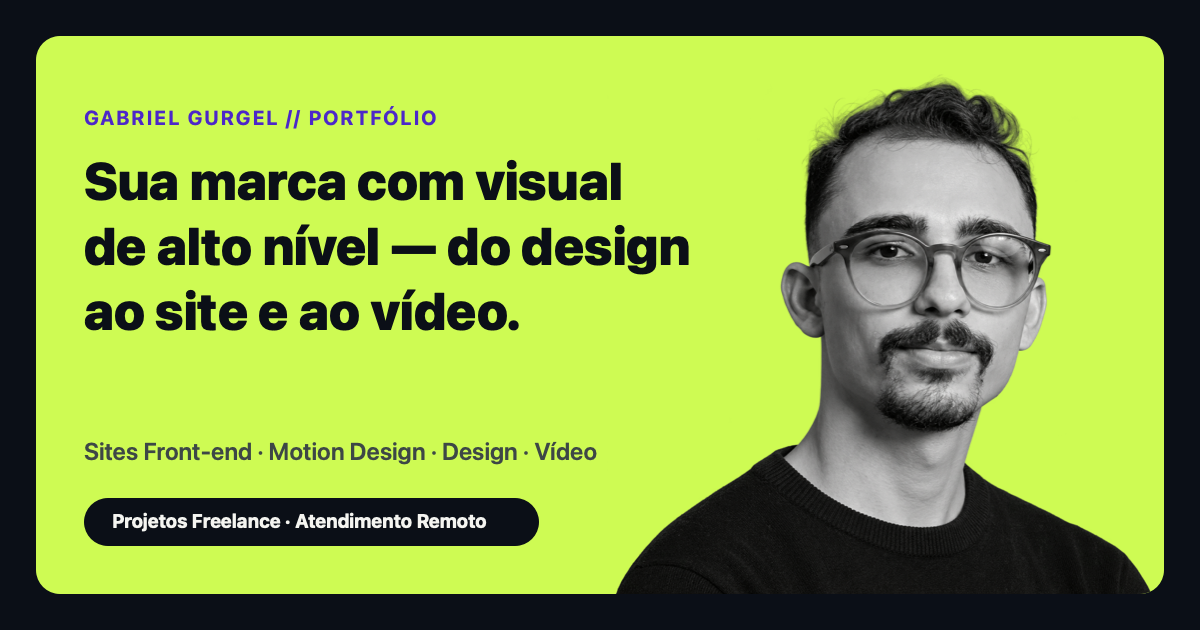 GABRIEL GURGEL // PORTFÓLIO
Sua marca com visual
de alto nível — do design
ao site e ao vídeo.
Sites Front-end · Motion Design · Design · Vídeo
Projetos Freelance · Atendimento Remoto